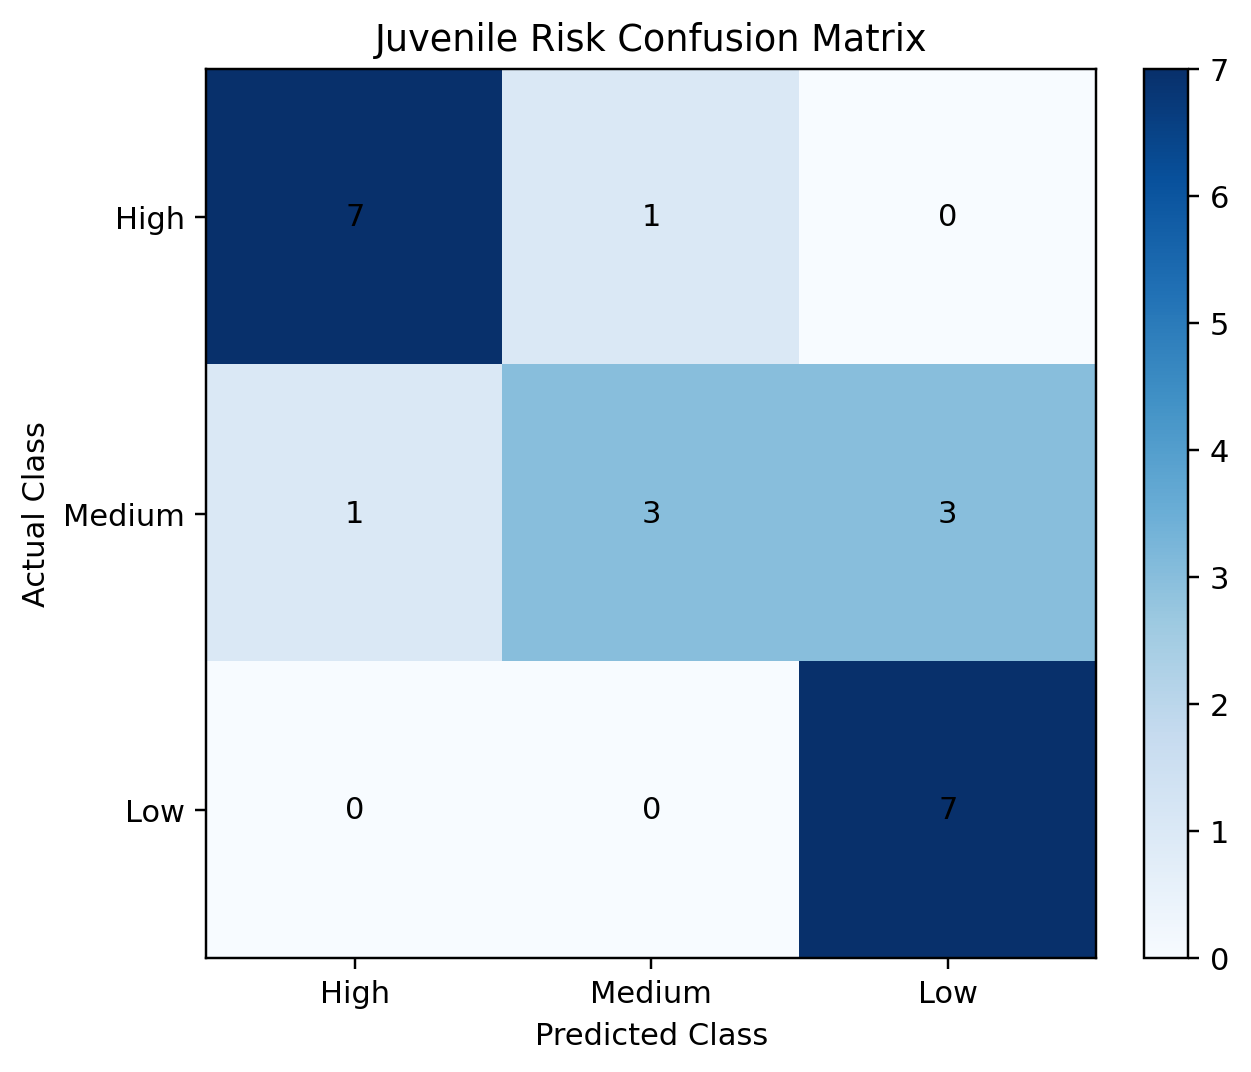 Juvenile Risk Confusion Matrix
High
7
1
0
Medium
1
3
3
Low
0
0
7
High
Medium
Low
Predicted Class
Actual Class
7
6
5
4
3
2
1
0